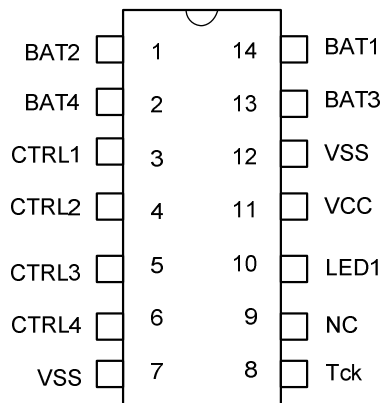 BAT2 1 14 BAT1
BAT4 2 13 BAT3
CTRL1 3 12 VSS
CTRL2 4 11 VCC
CTRL3 5 10 LED1
CTRL4 6 9 NC
VSS 7 8 Tck